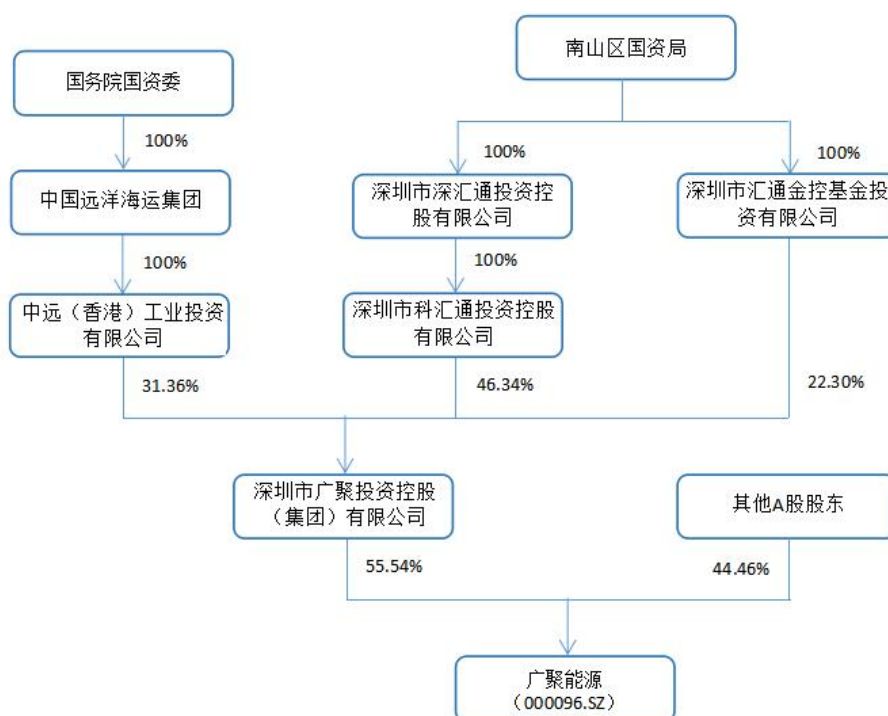 南山区国资局
国务院国资委
100%
100%
100%
中国远洋海运集团
深圳市深汇通投资控
股有限公司
深圳市汇通金控基金投
资有限公司
100%
100%
中远（香港）工业投资
有限公司
深圳市科汇通投资控股
有限公司
31.36%
46.34%
22.30%
深圳市广聚投资控股
（集团）有限公司
其他A股股东
55.54%
44.46%
广聚能源
（000096.SZ）